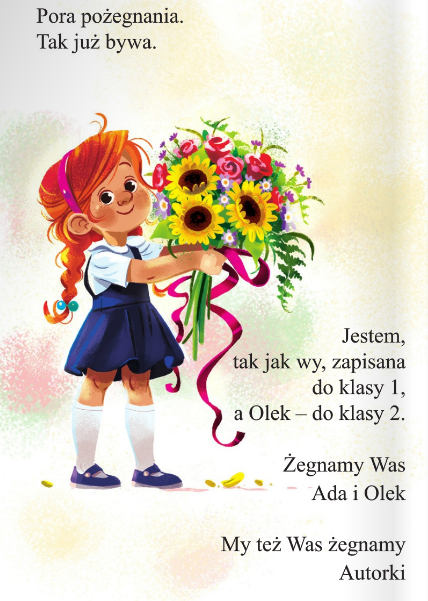 Pora pożegnania.
Tak już bywa.
Jestem,
tak jak wy, zapisana
do klasy 1,
a Olek – do klasy 2.
Żegnamy Was
Ada i Olek
My też Was żegnamy
Autorki